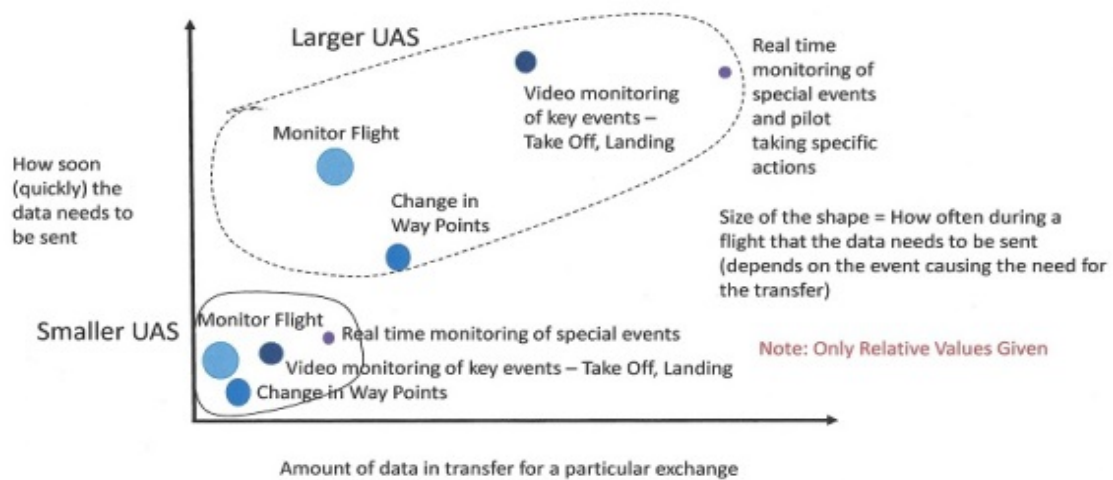 Larger UAS
Real time
monitoring of
special events
and pilot
taking specific
actions
Video monitoring
of key events –
Take Off, Landing
Monitor Flight
How soon
(quickly) the
data needs to
be sent
Change in
Way Points
Size of the shape = How often during a
flight that the data needs to be sent
(depends on the event causing the need for
the transfer)
Smaller UAS
Monitor Flight
Real time monitoring of special events
Note: Only Relative Values Given
Video monitoring of key events – Take Off, Landing
Change in Way Points
Amount of data in transfer for a particular exchange